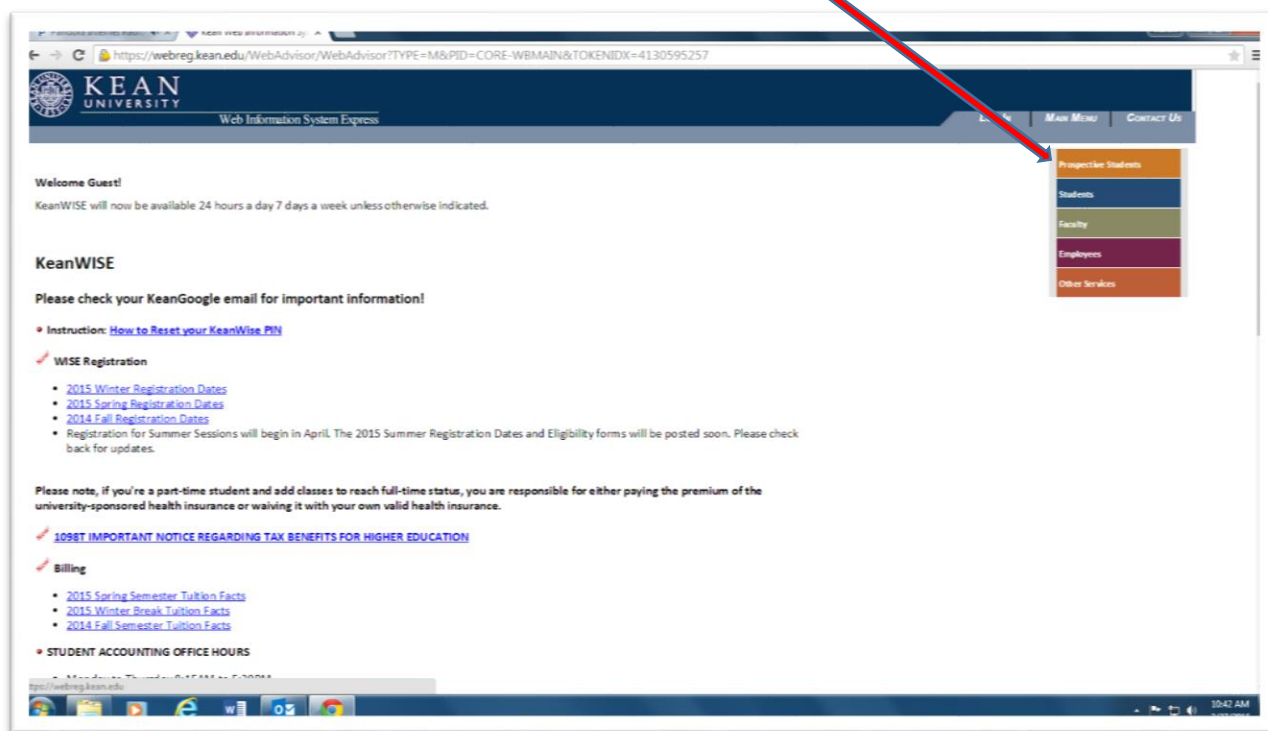 https://webreg.kean.edu/WebAdvisor/WebAdvisor?TYPE=M&PID=CORE-WBMAIN&TOKENIDX=4130595257
KEAN
UNIVERSITY
Web Information System Express
MAIN MENU
CONTACT US
Prospective Students
Students
Faculty
Employees
Other Services
Welcome Guest!
KeanWISE will now be available 24 hours a day 7 days a week unless otherwise indicated.
KeanWISE
Please check your KeanGoogle email for important information!
Instruction: How to Reset your KeanWise PIN
WISE Registration
2015 Winter Registration Dates
2015 Spring Registration Dates
2014 Fall Registration Dates
Registration for Summer Sessions will begin in April. The 2015 Summer Registration Dates and Eligibility forms will be posted soon. Please check
back for updates.
Please note, if you're a part-time student and add classes to reach full-time status, you are responsible for either paying the premium of the
university-sponsored health insurance or waiving it with your own valid health insurance.
1098T IMPORTANT NOTICE REGARDING TAX BENEFITS FOR HIGHER EDUCATION
Billing
2015 Spring Semester Tuition Facts
2015 Winter Break Tuition Facts
2014 Fall Semester Tuition Facts
STUDENT ACCOUNTING OFFICE HOURS
Monday to Thursday
tps://webreg.kean.edu
10:42 AM